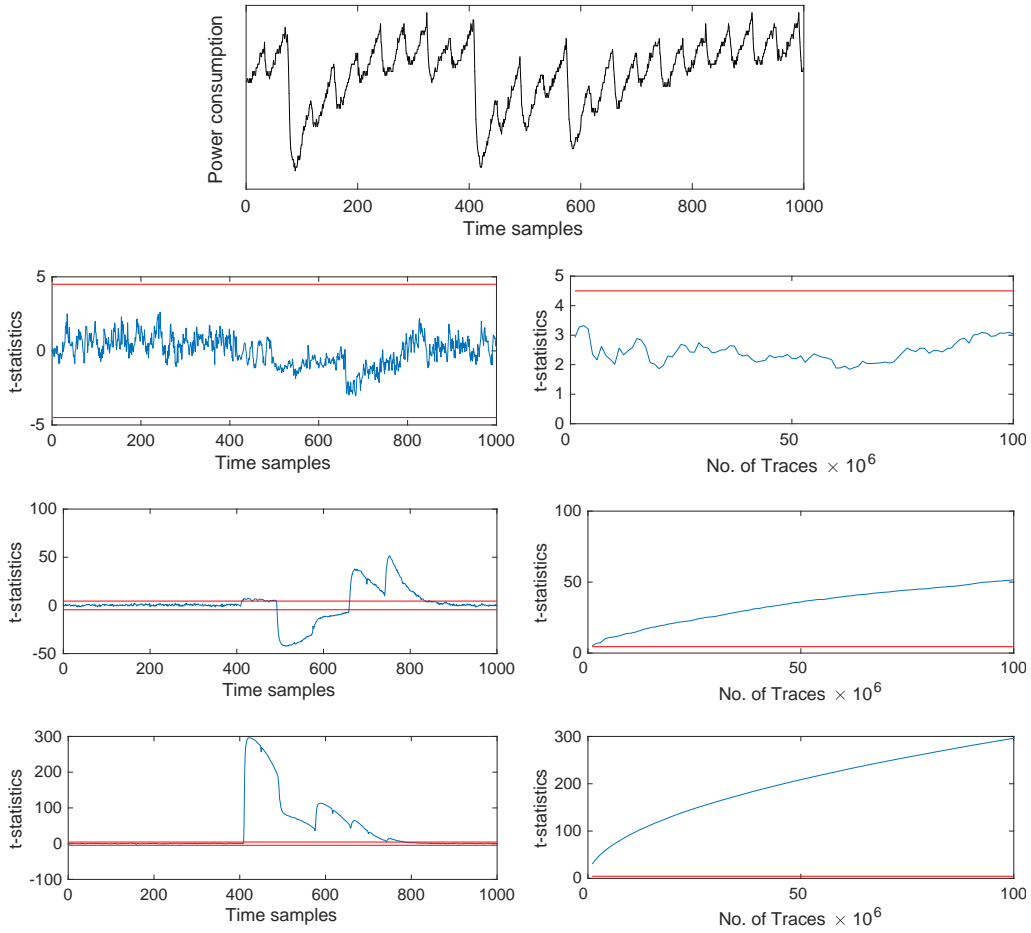 Power consumption
0 200 400 600 800 1000
Time samples
t-statistics
5
0
-5
0 200 400 600 800 1000
Time samples
t-statistics
5
4
3
2
1
0
0 50 100
No. of Traces × 10^6
t-statistics
100
50
0
-50
0 200 400 600 800 1000
Time samples
t-statistics
100
50
0
0 50 100
No. of Traces × 10^6
t-statistics
300
200
100
0
-100
0 200 400 600 800 1000
Time samples
t-statistics
300
200
100
0
0 50 100
No. of Traces × 10^6